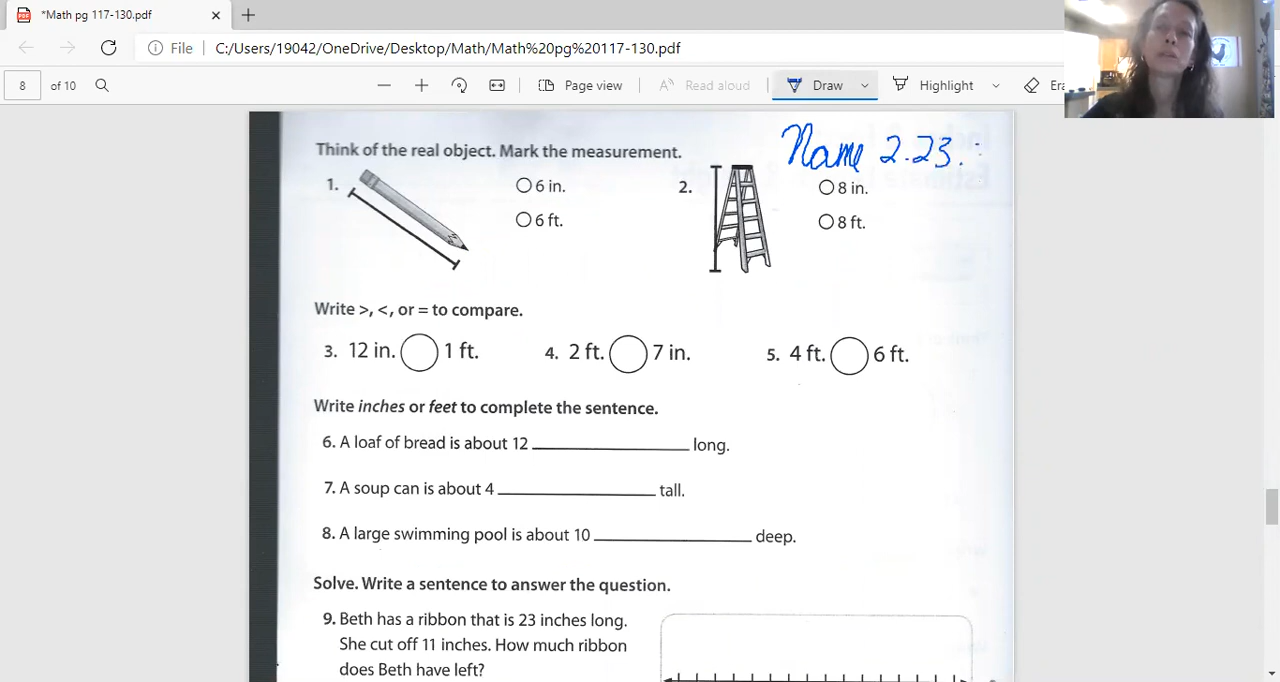 *Math pg 117-130.pdf
File C:/Users/19042/OneDrive/Desktop/Math/Math%20pg%20117-130.pdf
8 of 10 Page view Read aloud Draw Highlight
Name 2.23.
Think of the real object. Mark the measurement.
1. 6 in. 2. 8 in.
6 ft. 8 ft.
Write >, <, or = to compare.
3. 12 in. 1 ft. 4. 2 ft. 7 in. 5. 4 ft. 6 ft.
Write inches or feet to complete the sentence.
6. A loaf of bread is about 12 ____________ long.
7. A soup can is about 4 ____________ tall.
8. A large swimming pool is about 10 ____________ deep.
Solve. Write a sentence to answer the question.
9. Beth has a ribbon that is 23 inches long.
She cut off 11 inches. How much ribbon
does Beth have left?